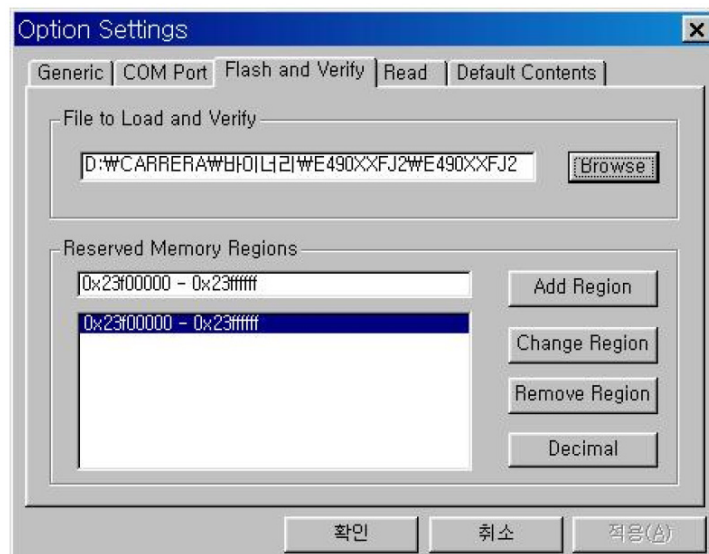 Option Settings
Generic COM Port Flash and Verify Read Default Contents
File to Load and Verify
D:₩CARRERA₩바이너리₩E490XXFJ2₩E490XXFJ2
Browse
Reserved Memory Regions
0x23f00000 - 0x23ffffff
Add Region
0x23f00000 - 0x23ffffff
Change Region
Remove Region
Decimal
확인 취소 적용(A)